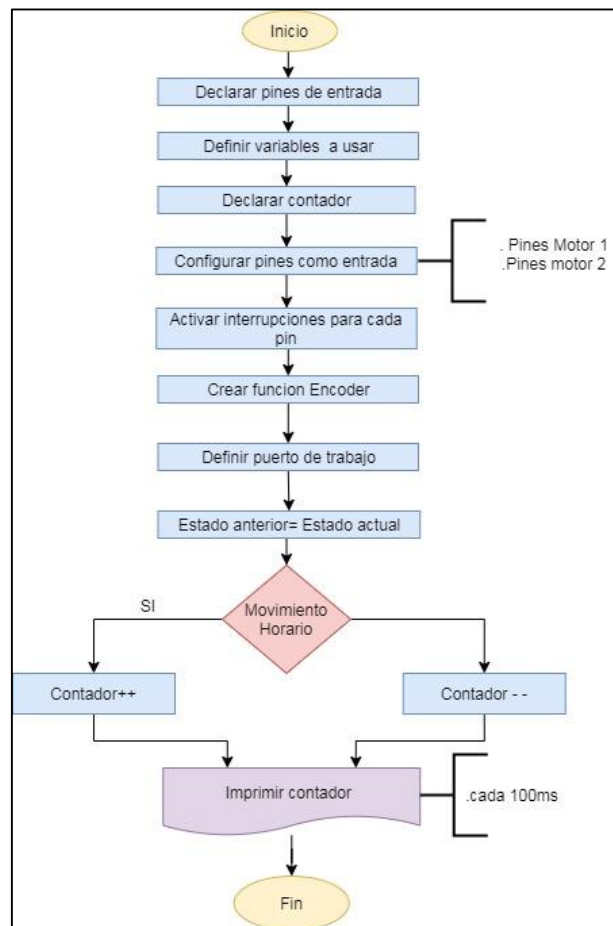 Inicio
Declarar pines de entrada
Definir variables a usar
Declarar contador
Configurar pines como entrada
. Pines Motor 1
.Pines motor 2
Activar interrupciones para cada
pin
Crear funcion Encoder
Definir puerto de trabajo
Estado anterior= Estado actual
Movimiento
Horario
SI
Contador++
Contador - -
Imprimir contador
.cada 100ms
Fin